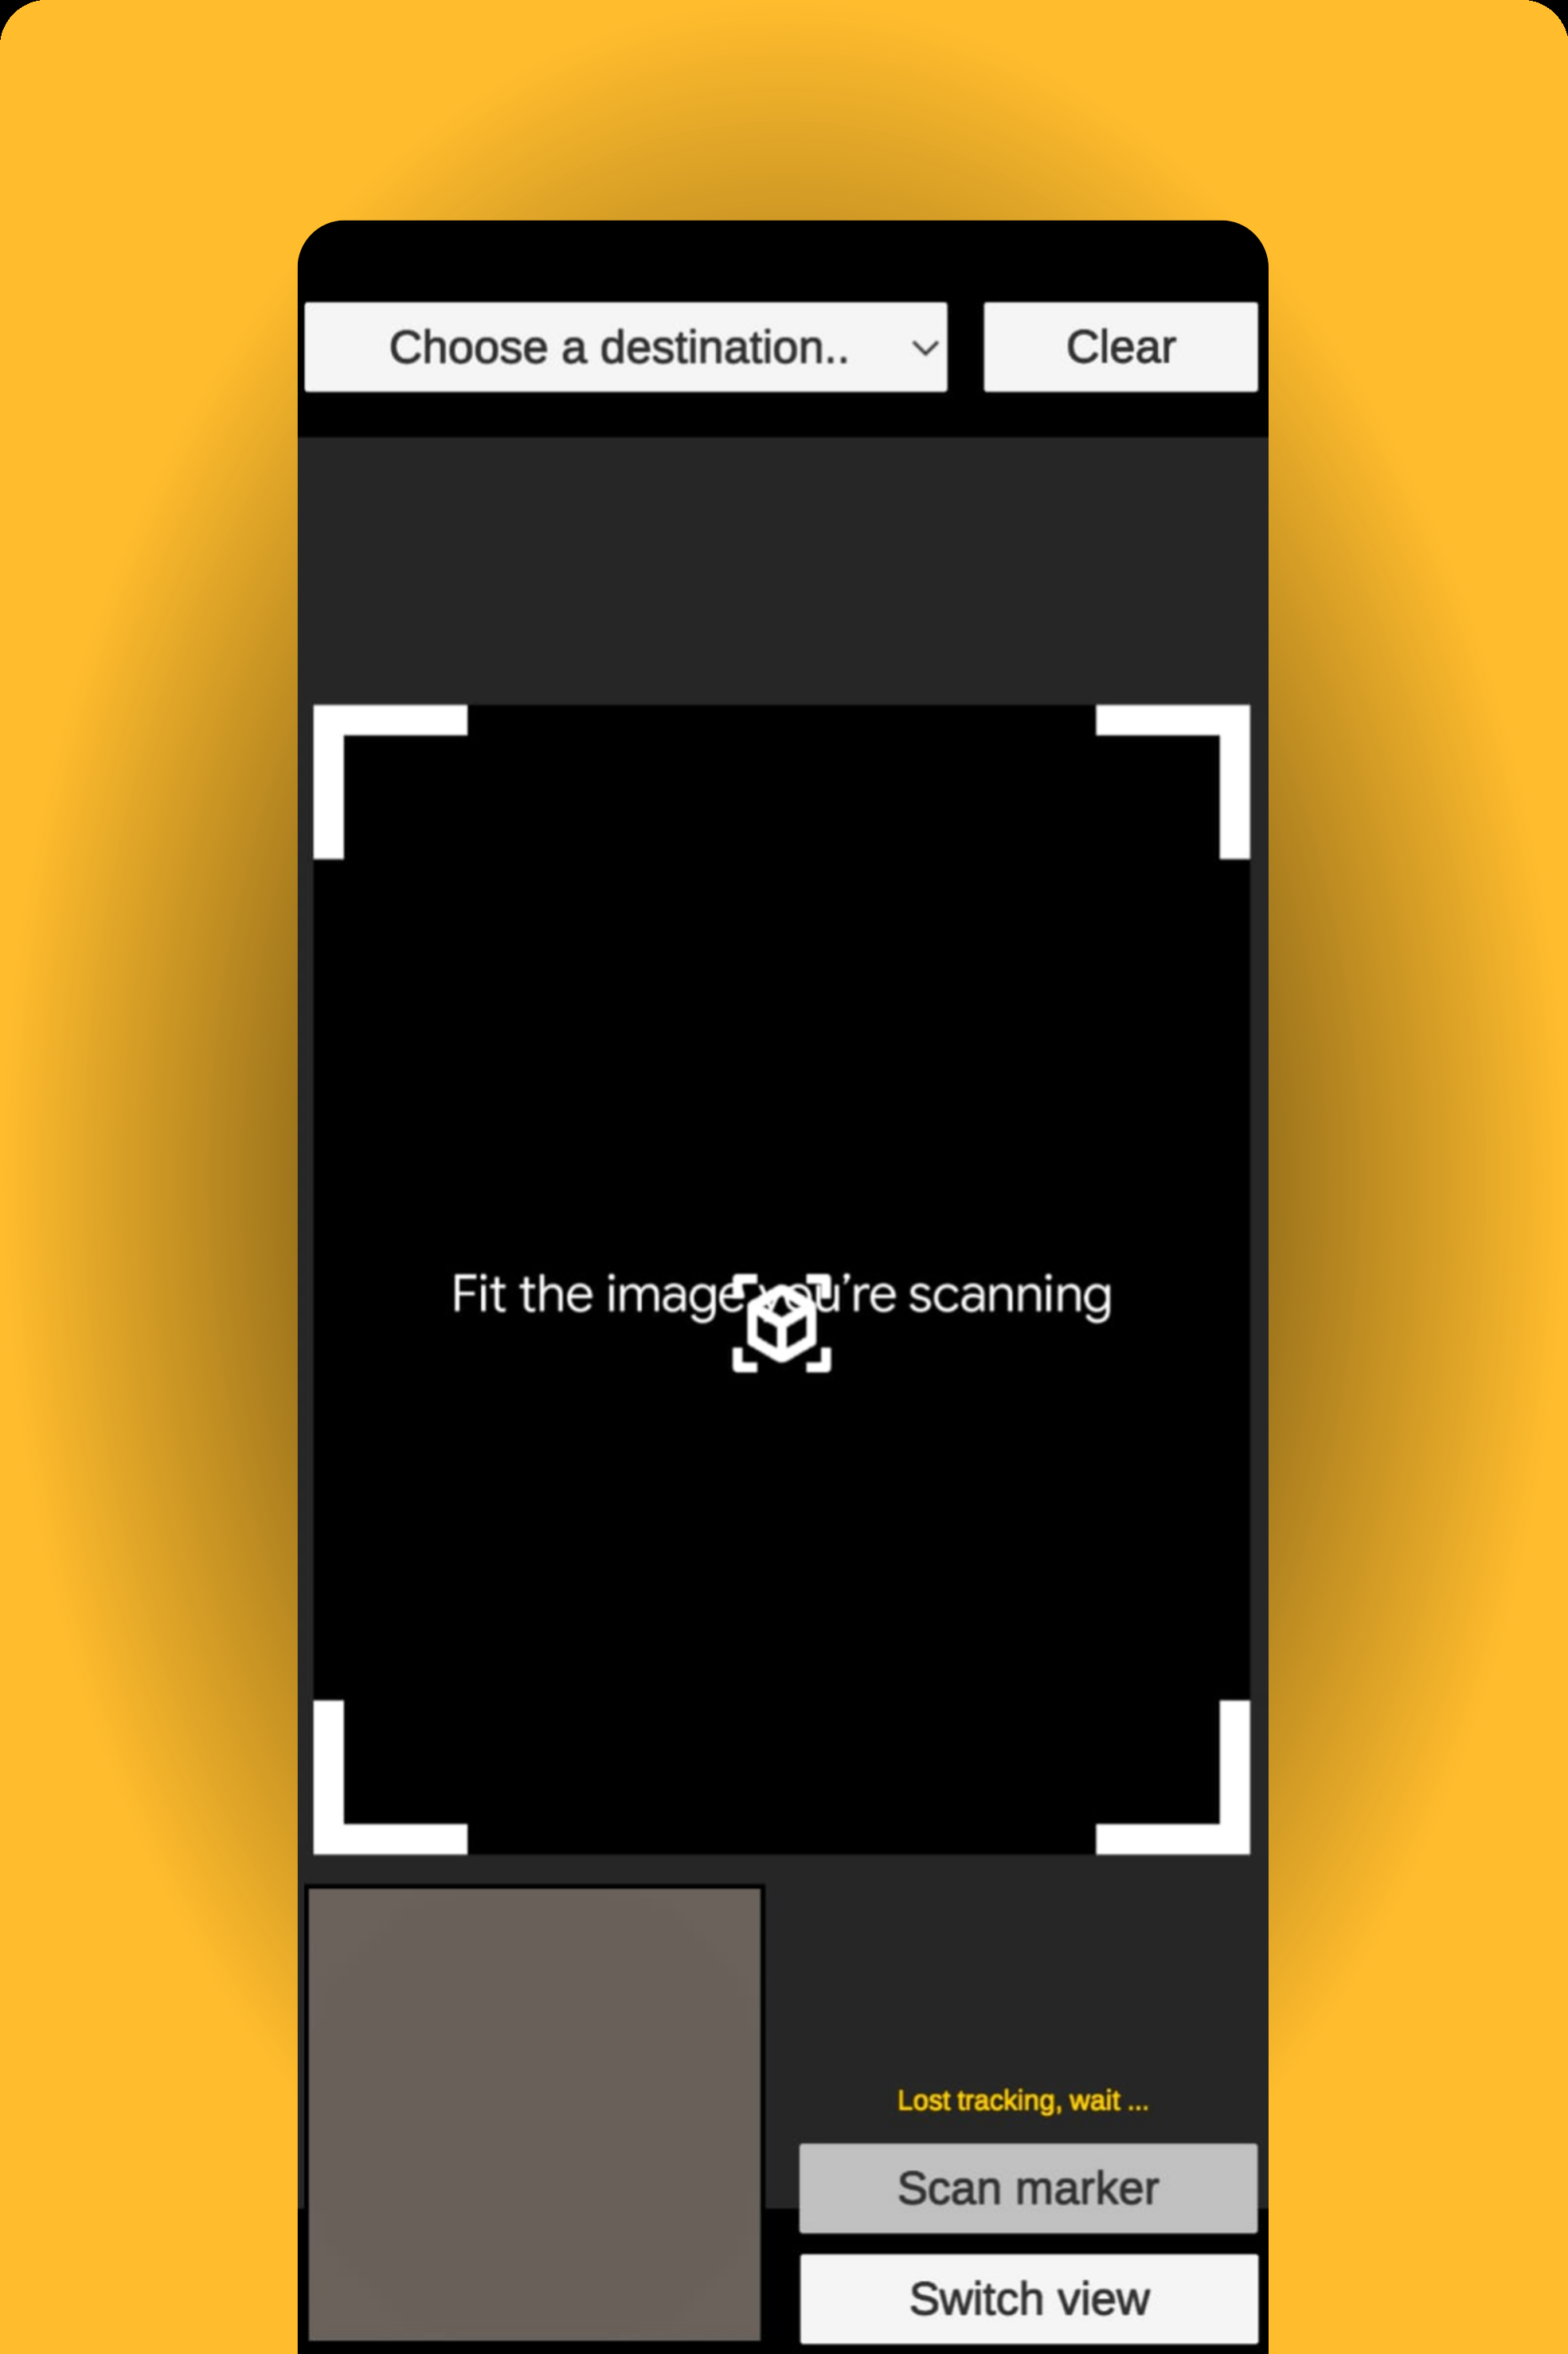 Choose a destination..
Clear
Fit the image you’re scanning
Lost tracking, wait ...
Scan marker
Switch view